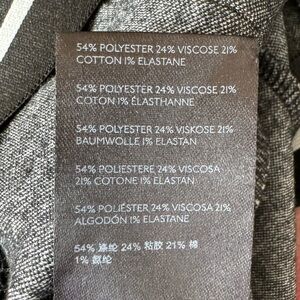 54% POLYESTER 24% VISCOSE 21%
COTTON 1% ELASTANE
54% POLYESTER 24% VISCOSE 21%
COTON 1% ÉLASTHANNE
54% POLYESTER 24% VISKOSE 21%
BAUMWOLLE 1% ELASTAN
54% POLIESTERE 24% VISCOSA
21% COTONE 1% ELASTAN
54% POLIÉSTER 24% VISCOSA 21%
ALGODÓN 1% ELASTANE
54% 涤纶 24% 粘胶 21% 棉
1% 氨纶